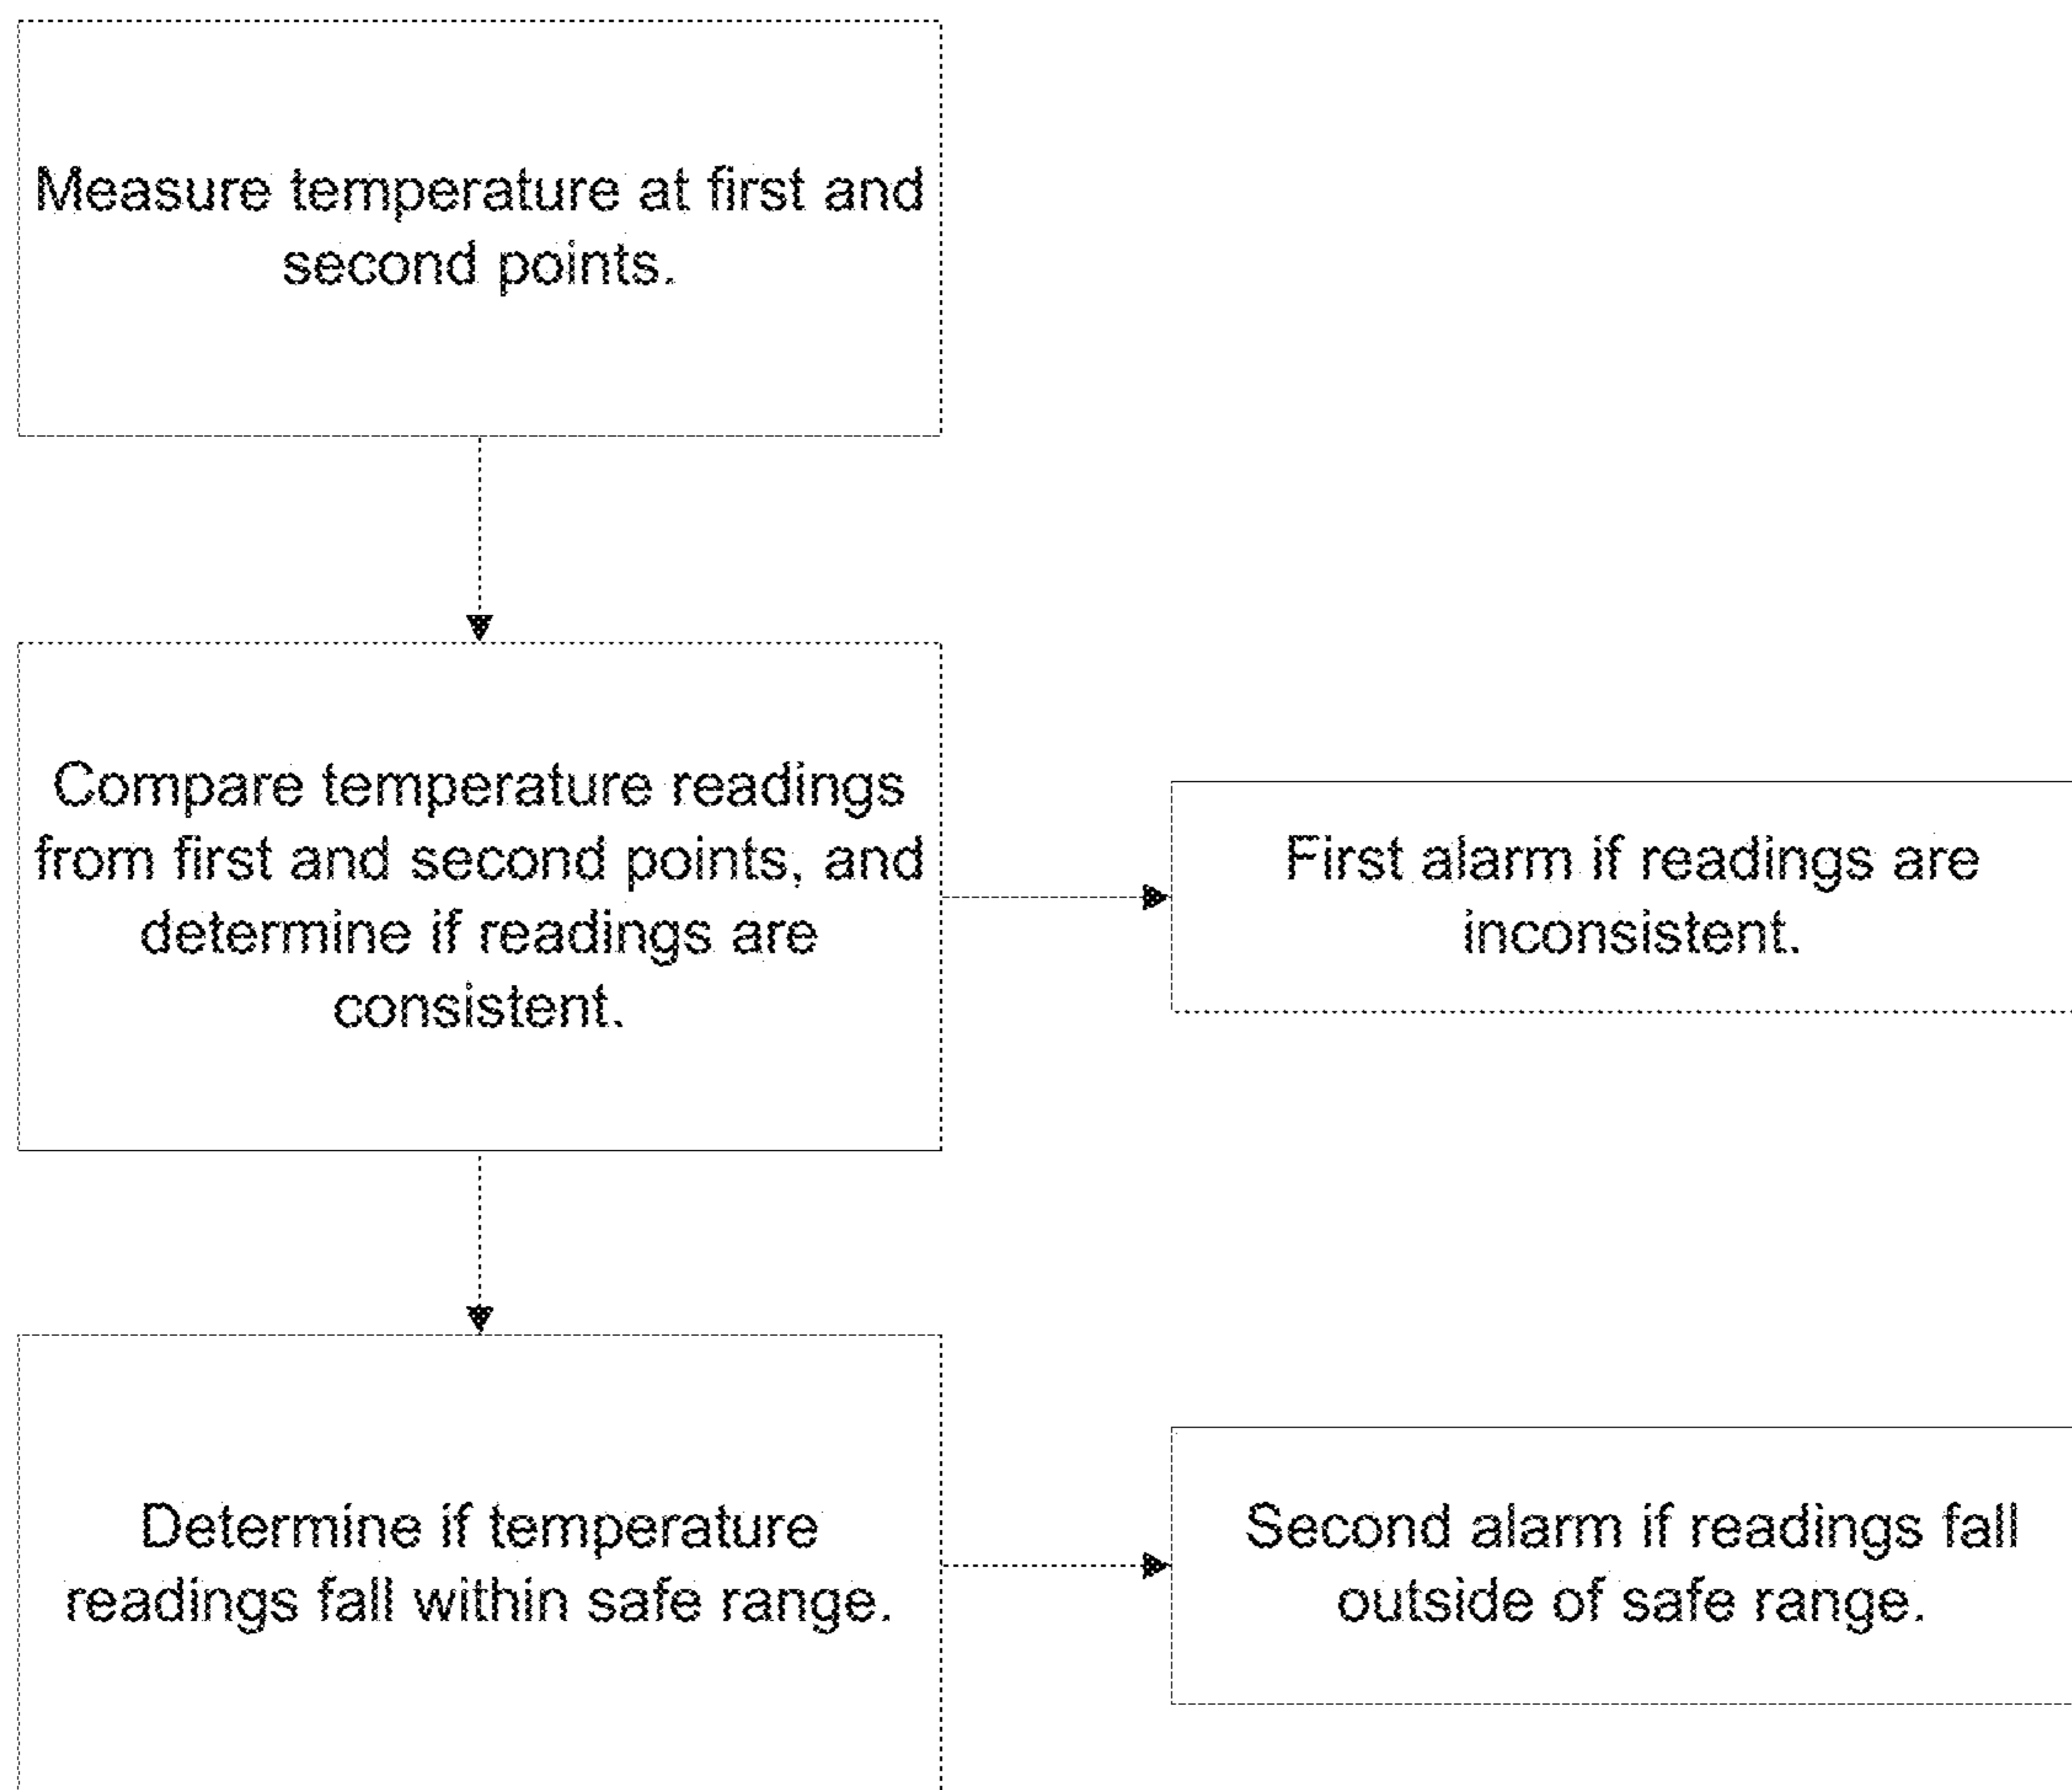 Measure temperature at first and
second points.
Compare temperature readings
from first and second points, and
determine if readings are
consistent.
First alarm if readings are
inconsistent.
Determine if temperature
readings fall within safe range.
Second alarm if readings fall
outside of safe range.